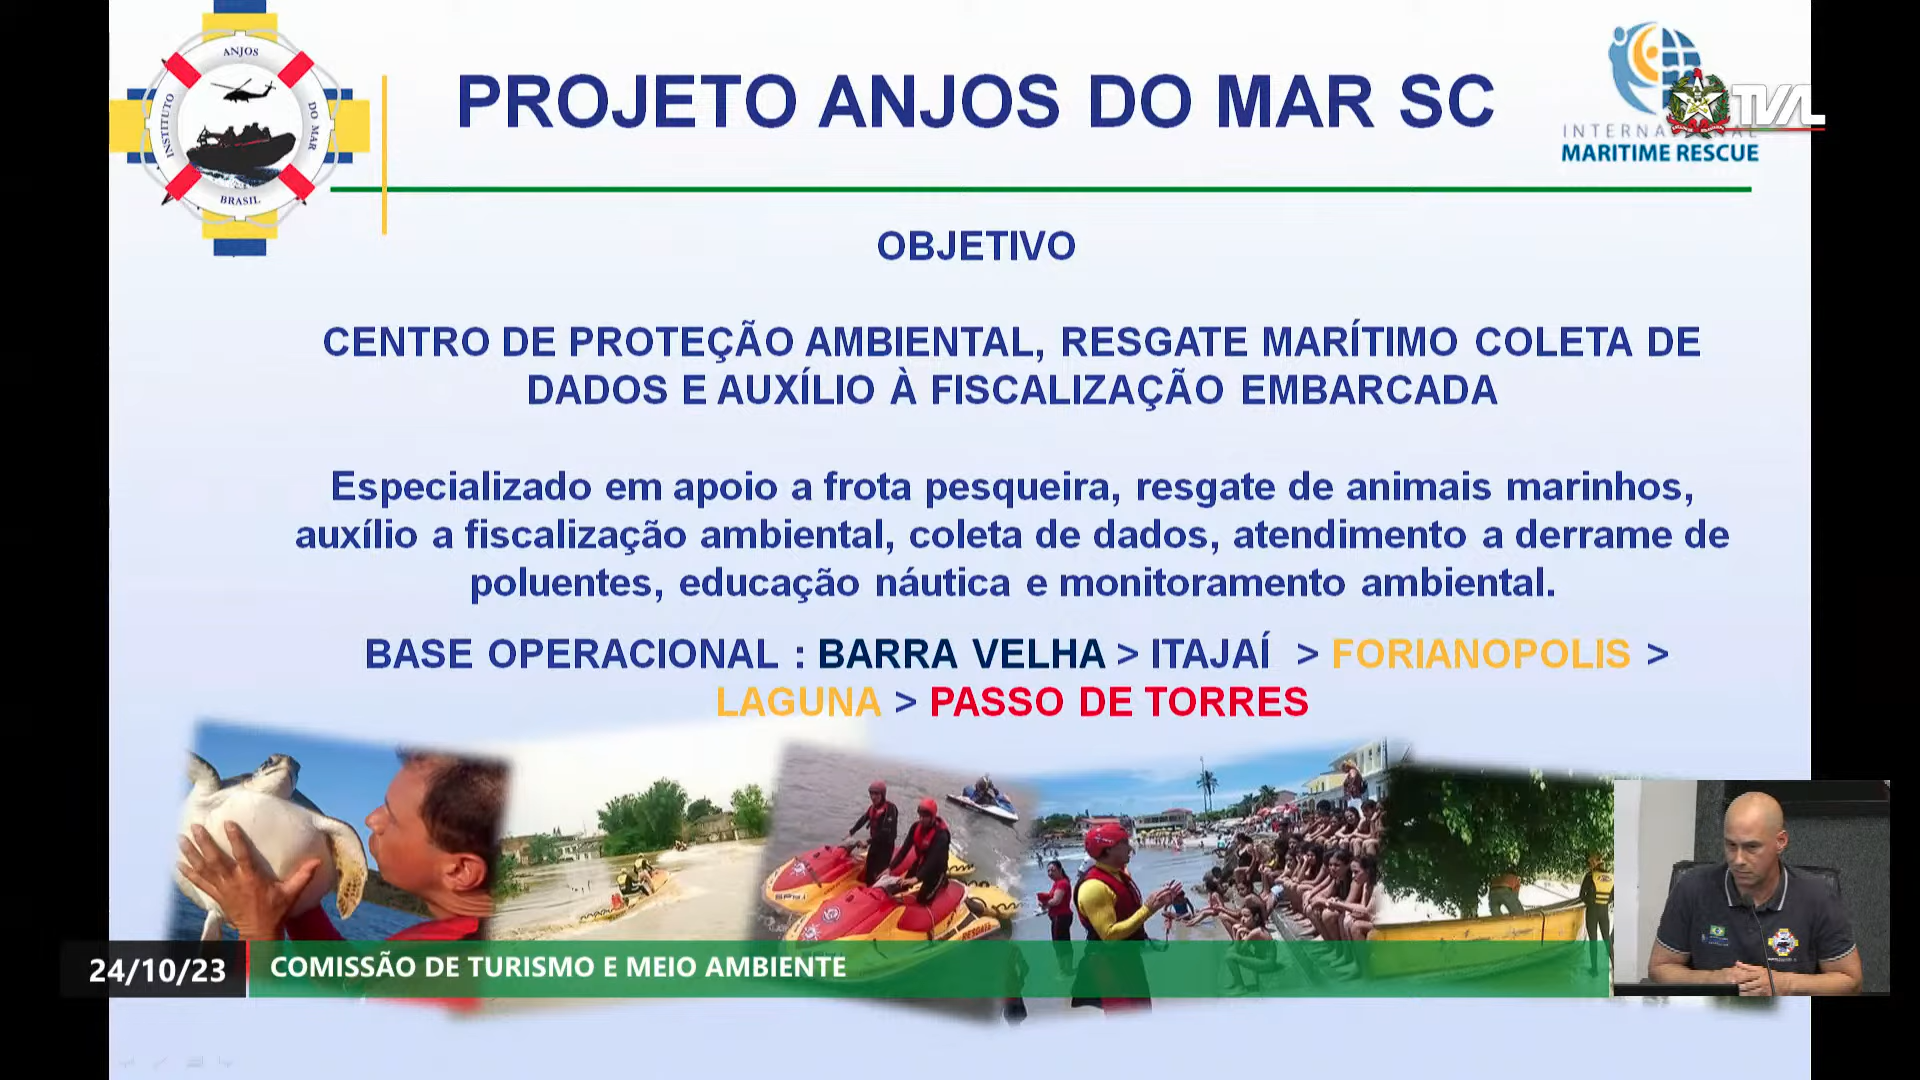 ANJOS
INSTITUTO
DO MAR
BRASIL
PROJETO ANJOS DO MAR SC
TVAL
MARITIME RESCUE
OBJETIVO
CENTRO DE PROTEÇÃO AMBIENTAL, RESGATE MARÍTIMO COLETA DE
DADOS E AUXÍLIO À FISCALIZAÇÃO EMBARCADA
Especializado em apoio a frota pesqueira, resgate de animais marinhos,
auxílio a fiscalização ambiental, coleta de dados, atendimento a derrame de
poluentes, educação náutica e monitoramento ambiental.
BASE OPERACIONAL : BARRA VELHA > ITAJAÍ > FORIANOPOLIS >
LAGUNA > PASSO DE TORRES
RESGATE
24/10/23
COMISSÃO DE TURISMO E MEIO AMBIENTE